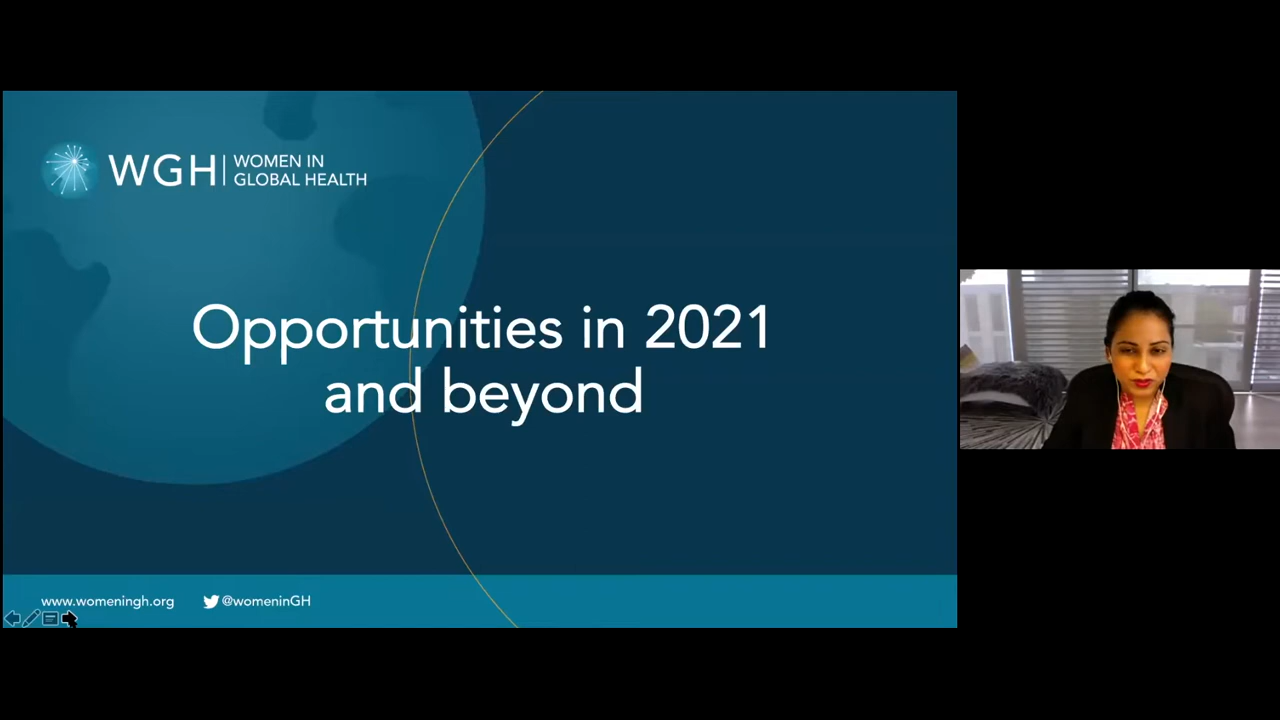 WGH
WOMEN IN
GLOBAL HEALTH
Opportunities in 2021
and beyond
www.womeningh.org
@womeninGH